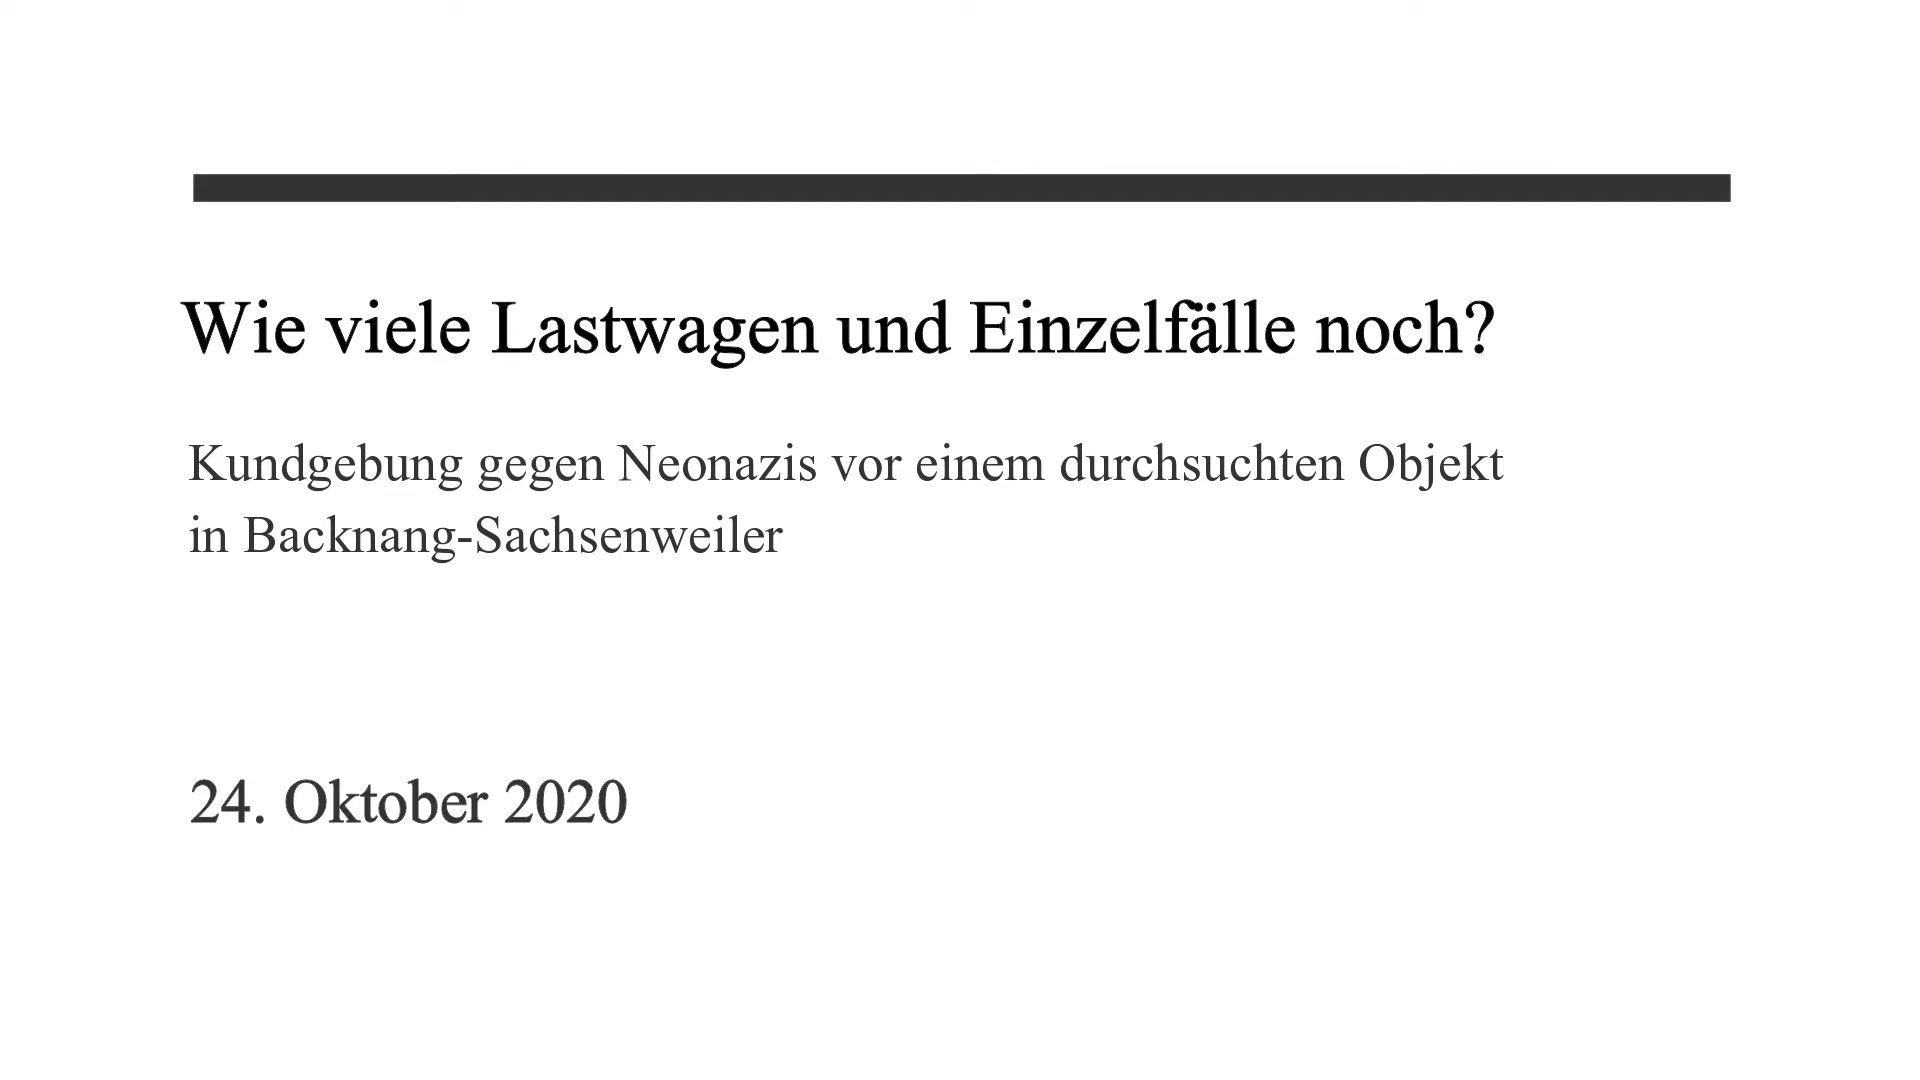 Wie viele Lastwagen und Einzelfälle noch?
Kundgebung gegen Neonazis vor einem durchsuchten Objekt
in Backnang-Sachsenweiler
24. Oktober 2020